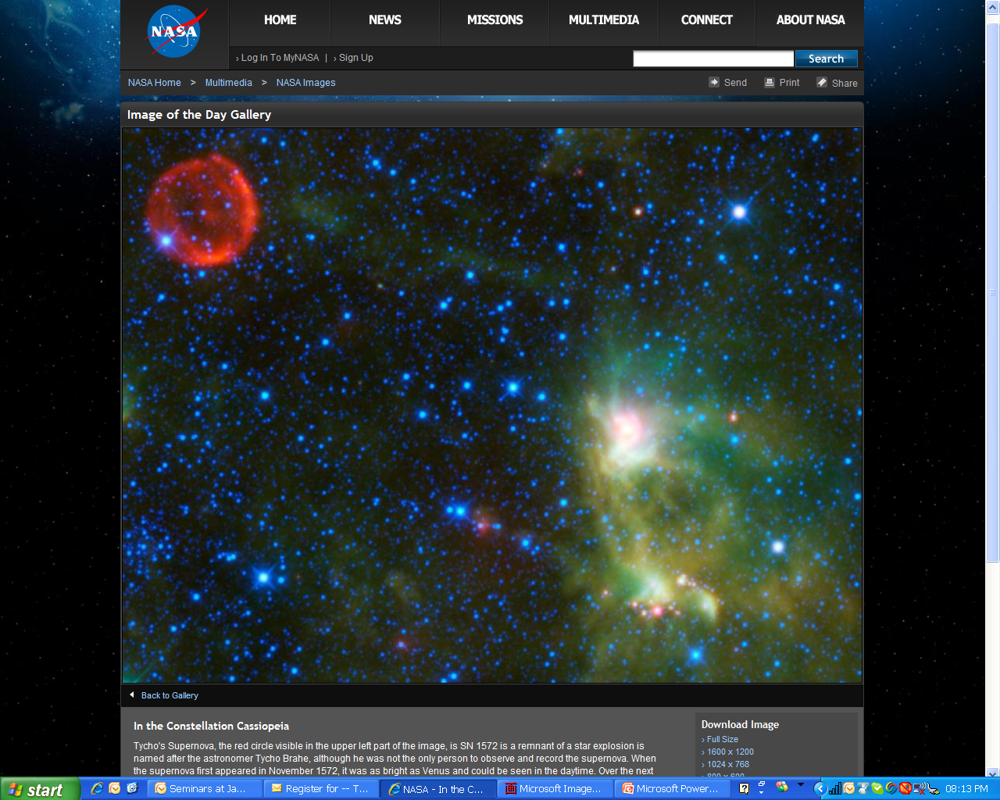 NASA
HOME
NEWS
MISSIONS
MULTIMEDIA
CONNECT
ABOUT NASA
› Log In To MyNASA | › Sign Up
Search
NASA Home > Multimedia > NASA Images
Send Print Share
Image of the Day Gallery
Back to Gallery
In the Constellation Cassiopeia
Tycho's Supernova, the red circle visible in the upper left part of the image, is SN 1572 is a remnant of a star explosion is
named after the astronomer Tycho Brahe, although he was not the only person to observe and record the supernova. When
the supernova first appeared in November 1572, it was as bright as Venus and could be seen in the daytime. Over the next
Download Image
› Full Size
› 1600 x 1200
› 1024 x 768
› 800 x 600
start
Seminars at Ja...
Register for -- T...
NASA - In the C...
Microsoft Image...
Microsoft Power...
08:13 PM